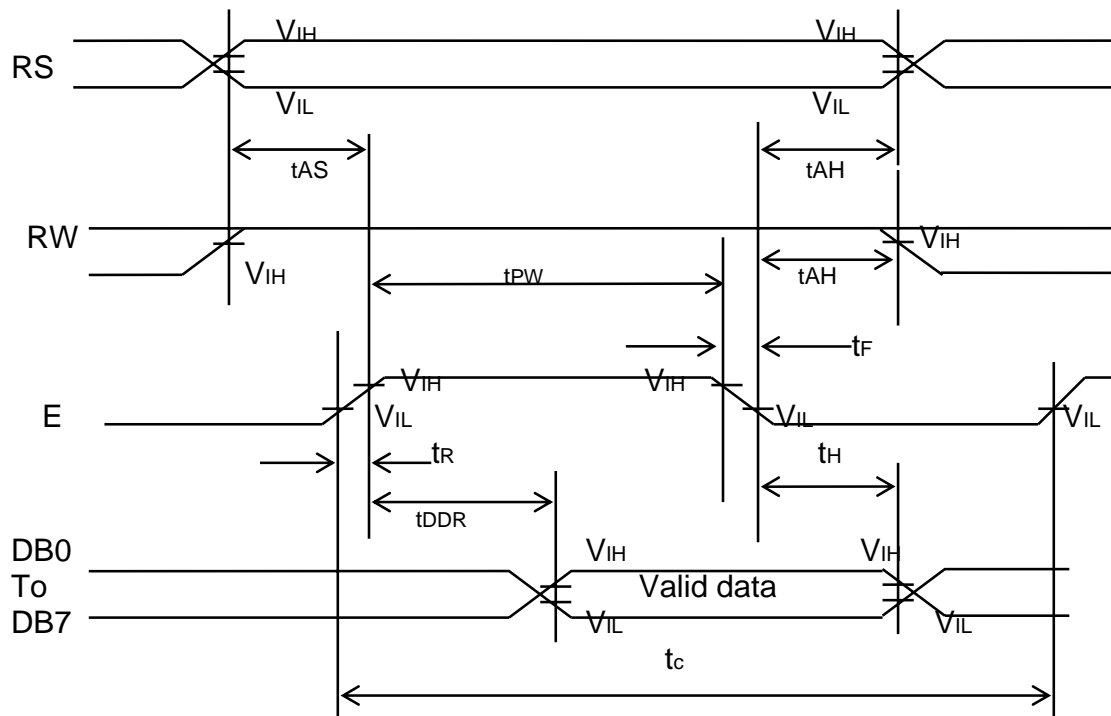 VIH VIH
RS
VIL VIL
tAS tAH
RW VIH
VIH tPW tAH
tF
VIH VIH
E VIL VIL VIL
tR tH
tDDR
DB0 VIH VIH
To Valid data
DB7 VIL VIL
tc